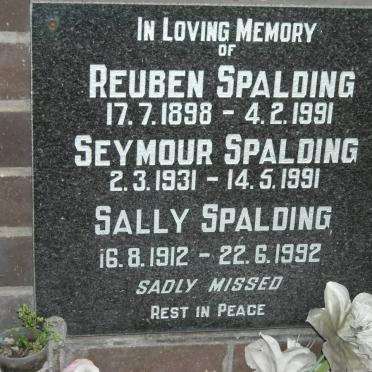 In Loving Memory
of
Reuben Spalding
17.7.1898 - 4.2.1991
Seymour Spalding
2.3.1931 - 14.5.1991
Sally Spalding
16.8.1912 - 22.6.1992
Sadly Missed
Rest in Peace